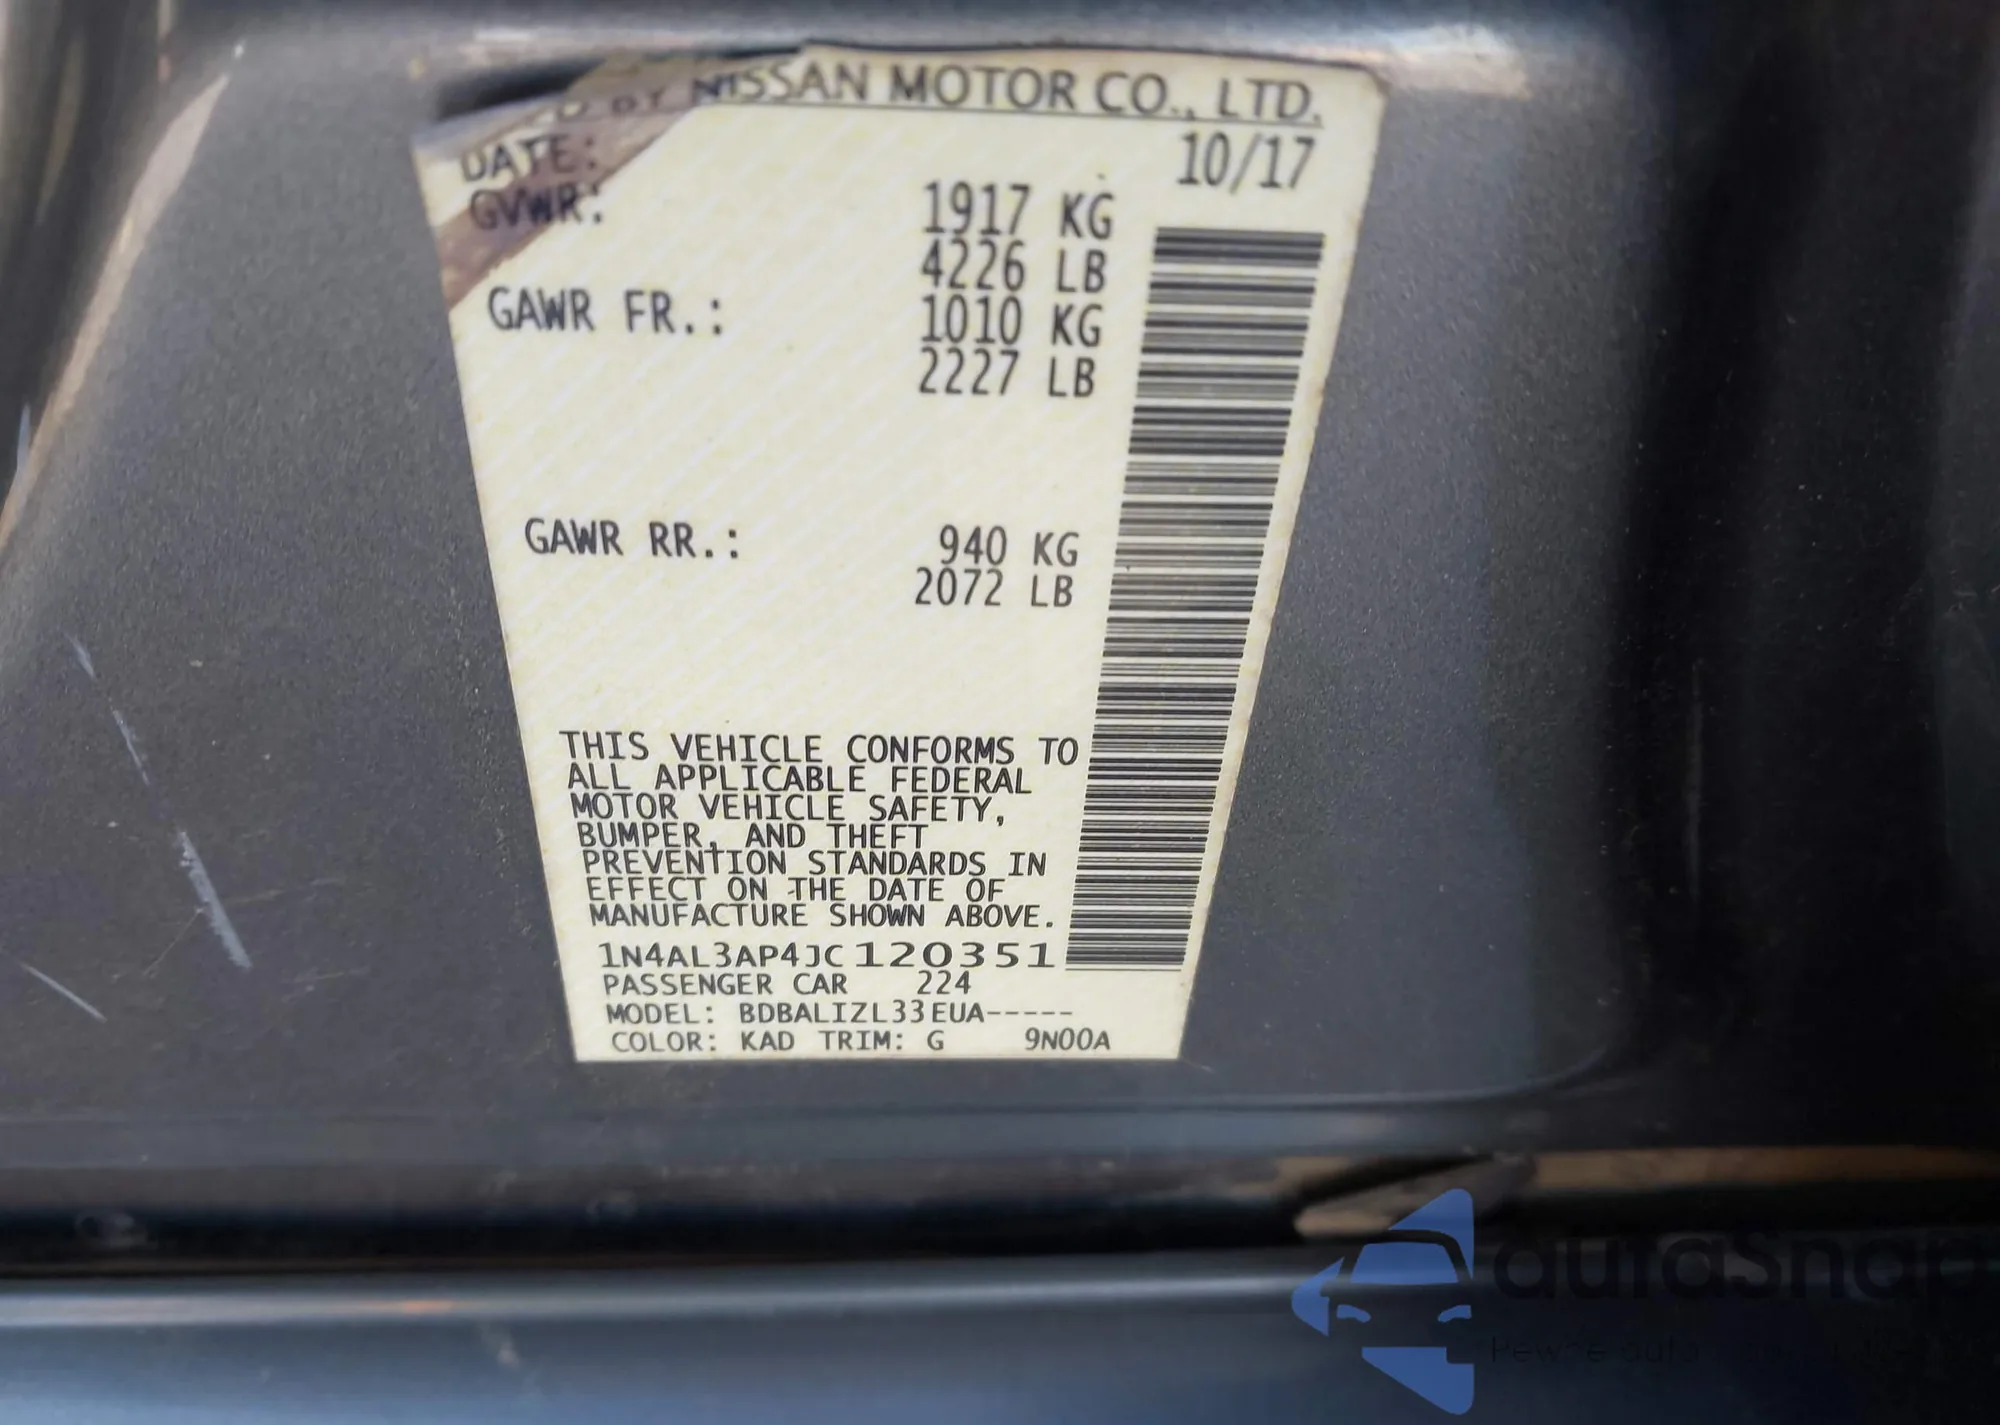 BY NISSAN MOTOR CO., LTD.
DATE: 10/17
GVWR: 1917 KG
4226 LB
GAWR FR.: 1010 KG
2227 LB
GAWR RR.: 940 KG
2072 LB
THIS VEHICLE CONFORMS TO
ALL APPLICABLE FEDERAL
MOTOR VEHICLE SAFETY,
BUMPER, AND THEFT
PREVENTION STANDARDS IN
EFFECT ON THE DATE OF
MANUFACTURE SHOWN ABOVE.
1N4AL3AP4JC120351
PASSENGER CAR 224
MODEL: BDBALIZL33EUA-----
COLOR: KAD TRIM: G 9N00A
autaSnap